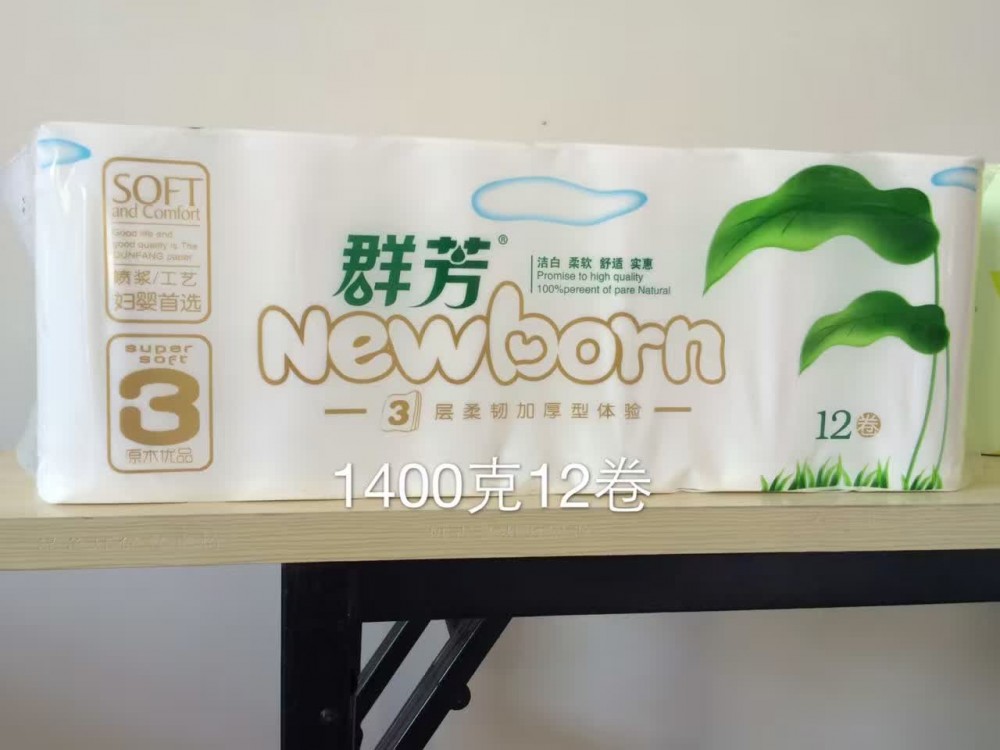 SOFT
and Comfort
Good life and
good quality is The
QUNFANG paper
喷浆/工艺
妇婴首选
super
soft
3
原木优品
群芳®
洁白 柔软 舒适 实惠
Promise to high quality
100%pereent of pare Natural
Newborn
3 层柔韧加厚型体验
12卷
1400克12卷